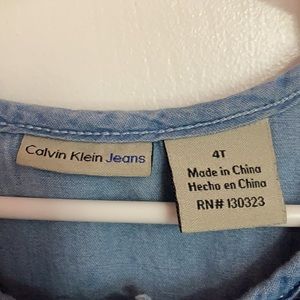 Calvin Klein Jeans
4T
Made in China
Hecho en China
RN# 130323